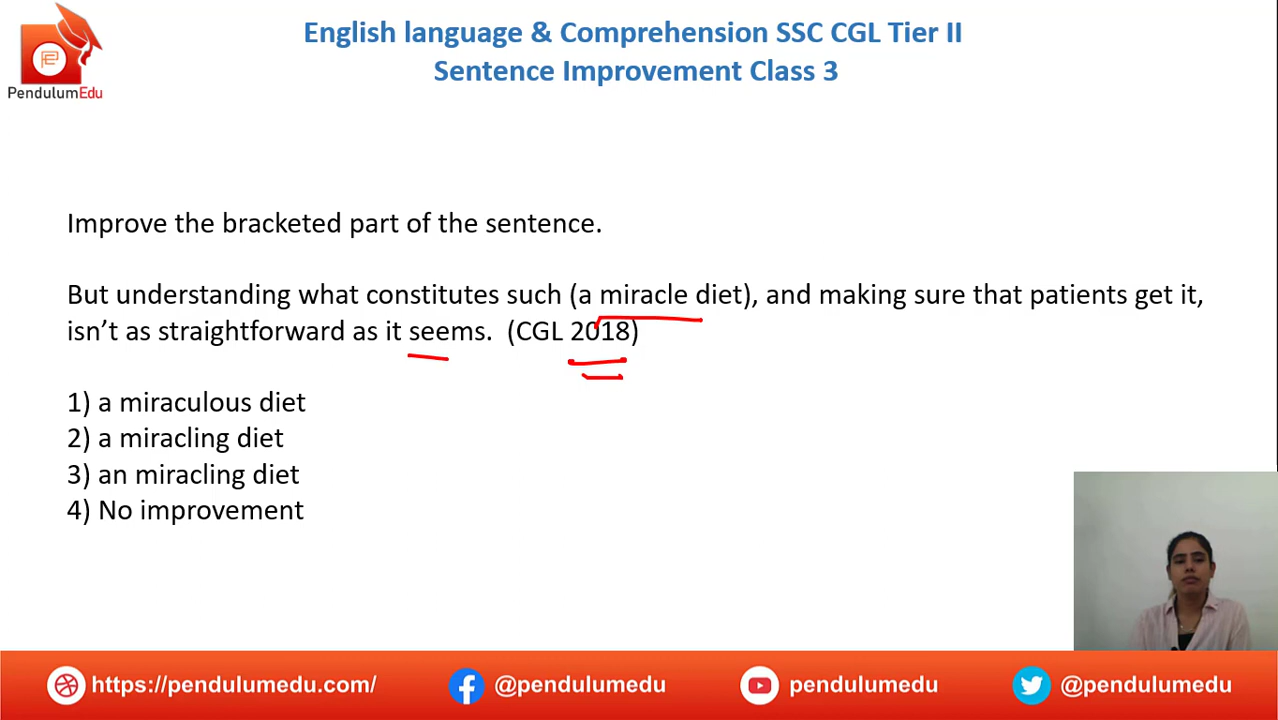 English language & Comprehension SSC CGL Tier II
Sentence Improvement Class 3
PendulumEdu
Improve the bracketed part of the sentence.
But understanding what constitutes such (a miracle diet), and making sure that patients get it,
isn’t as straightforward as it seems. (CGL 2018)
1) a miraculous diet
2) a miracling diet
3) an miracling diet
4) No improvement
https://pendulumedu.com/
@pendulumedu
pendulumedu
@pendulumedu